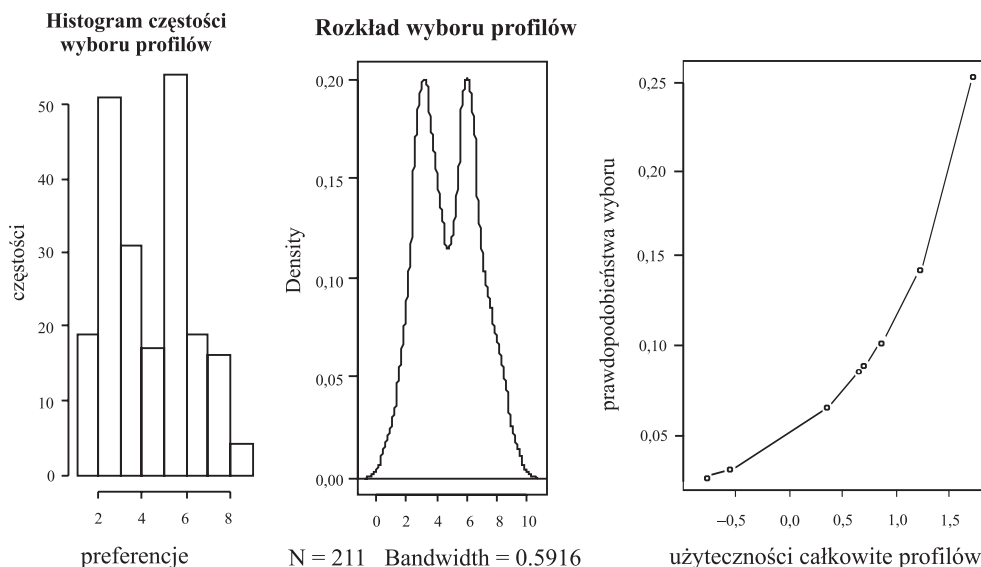 Histogram częstości
wyboru profilów
częstości
50
40
30
20
10
0
2 4 6 8
preferencje
Rozkład wyboru profilów
Density
0,20
0,15
0,10
0,05
0,00
0 2 4 6 8 10
N = 211 Bandwidth = 0.5916
prawdopodobieństwa wyboru
0,25
0,20
0,15
0,10
0,05
–0,5 0,0 0,5 1,0 1,5
użyteczności całkowite profilów